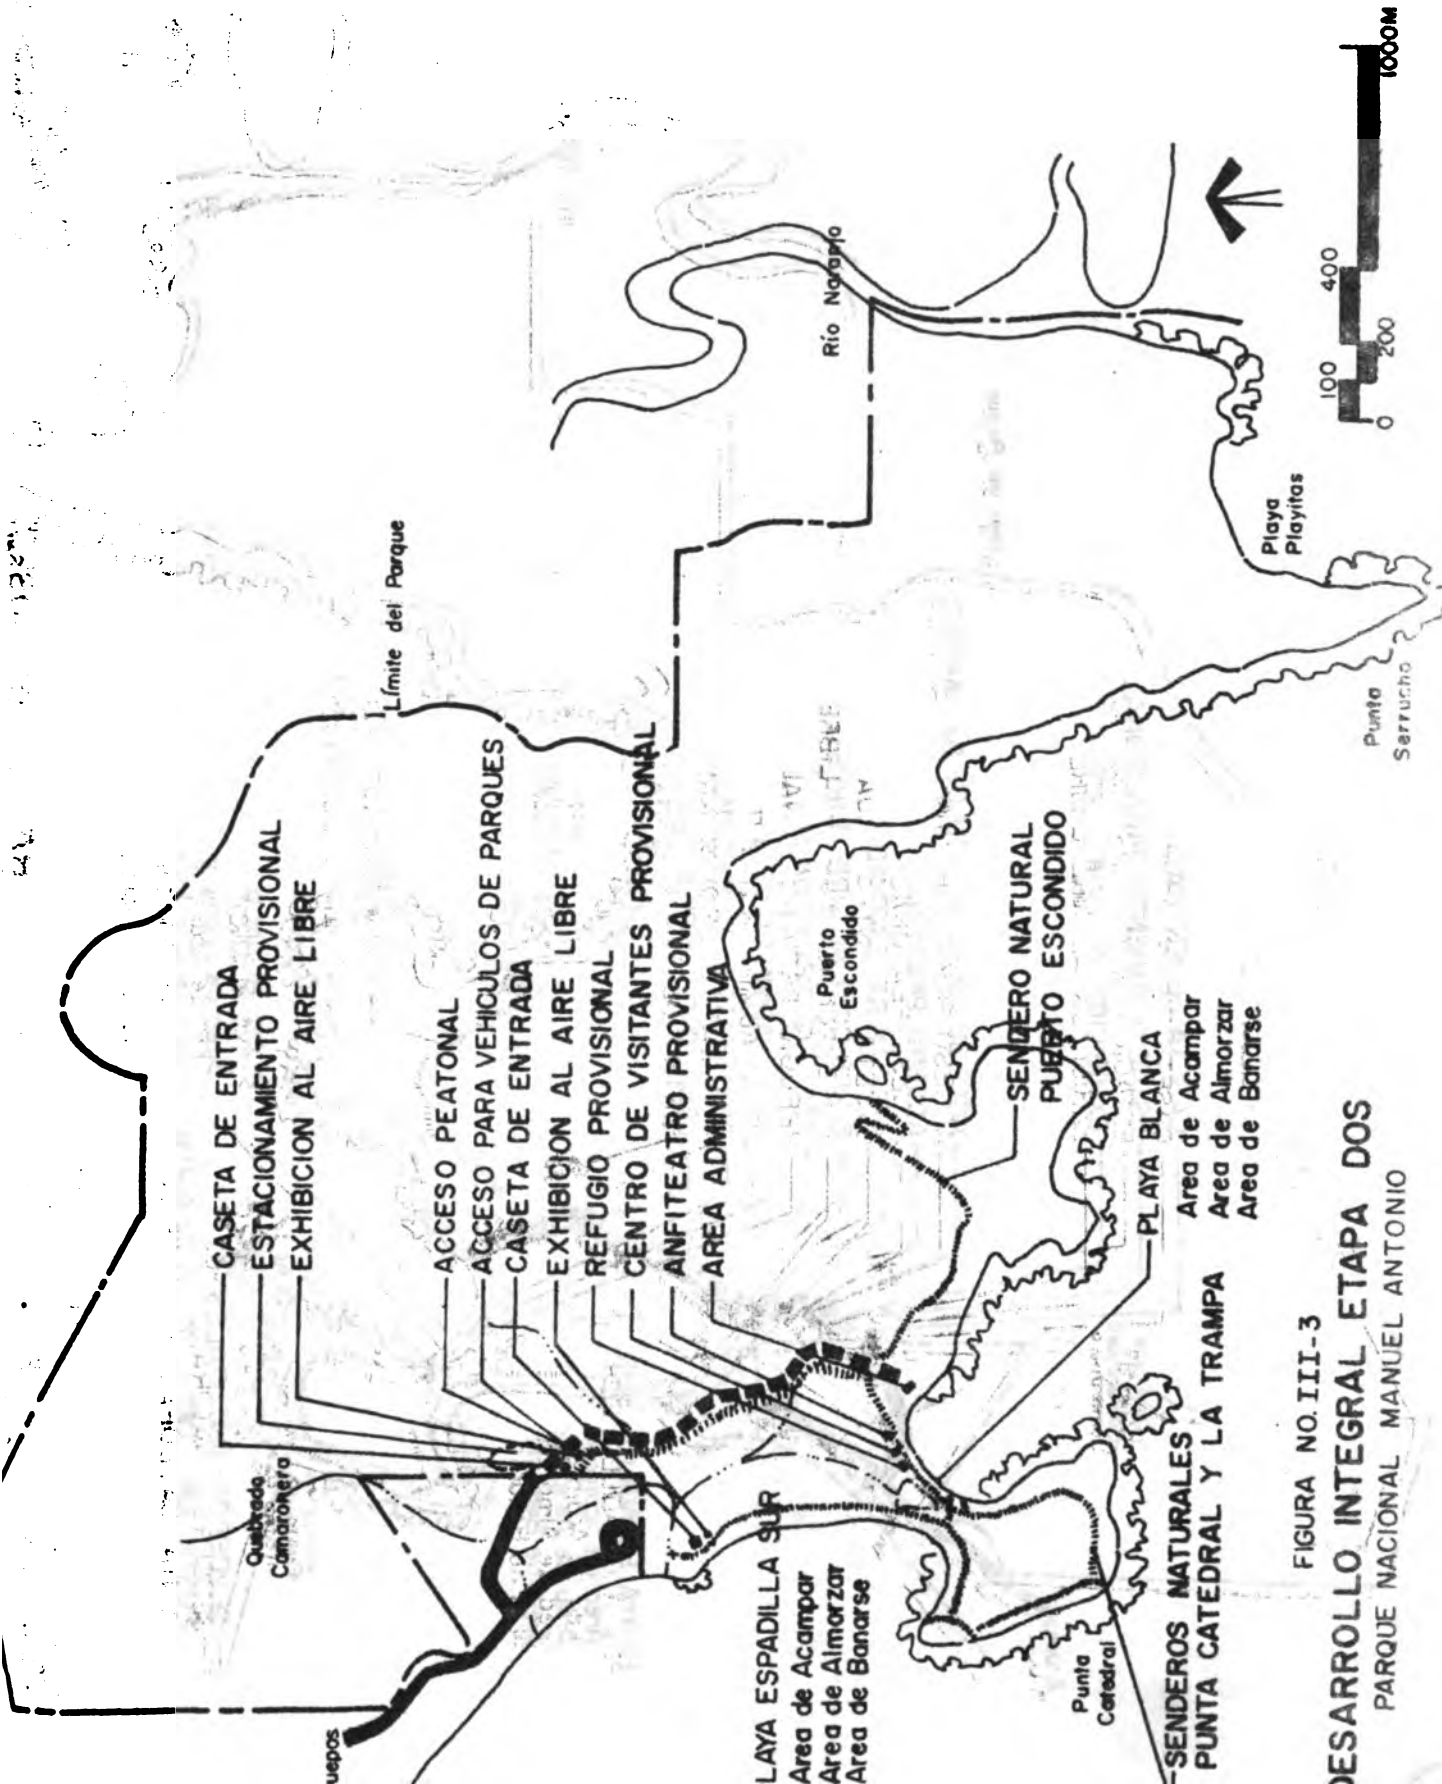 CASETA DE ENTRADA
ESTACIONAMIENTO PROVISIONAL
EXHIBICION AL AIRE LIBRE
ACCESO PEATONAL
ACCESO PARA VEHICULOS DE PARQUES
CASETA DE ENTRADA
EXHIBICION AL AIRE LIBRE
REFUGIO PROVISIONAL
CENTRO DE VISITANTES PROVISIONAL
ANFITEATRO PROVISIONAL
AREA ADMINISTRATIVA
Límite del Parque
Río Naranjo
Quebrada
Camaronera
uepos
LAYA ESPADILLA SUR
Area de Acampar
Area de Almorzar
Area de Banarse
Puerto
Escondido
SENDERO NATURAL
PUERTO ESCONDIDO
PLAYA BLANCA
Area de Acampar
Area de Almorzar
Area de Banarse
Punta
Catedral
SENDEROS NATURALES
PUNTA CATEDRAL Y LA TRAMPA
Playa
Playitas
Punta
Serrucho
0 100 200 400 1000M
FIGURA NO. III-3
DESARROLLO INTEGRAL ETAPA DOS
PARQUE NACIONAL MANUEL ANTONIO